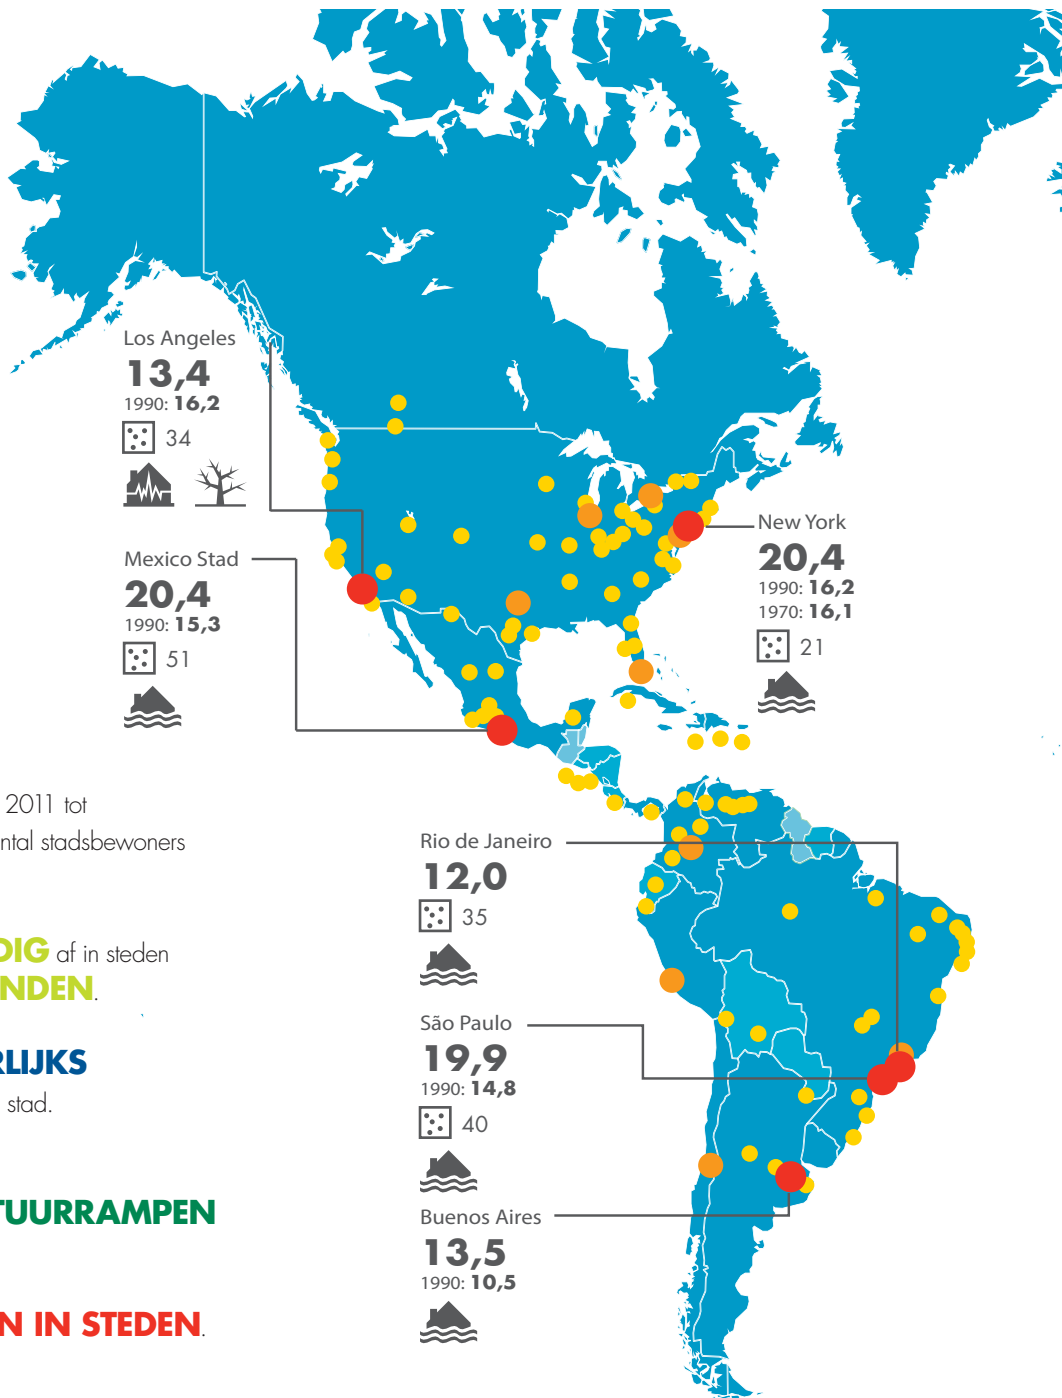 Los Angeles
13,4
1990: 16,2
34
Mexico Stad
20,4
1990: 15,3
51
New York
20,4
1990: 16,2
1970: 16,1
21
2011 tot
ntal stadsbewoners
DIG af in steden
NDEN.
RLIJKS
stad.
TUURRAMPEN
N IN STEDEN.
Rio de Janeiro
12,0
35
São Paulo
19,9
1990: 14,8
40
Buenos Aires
13,5
1990: 10,5